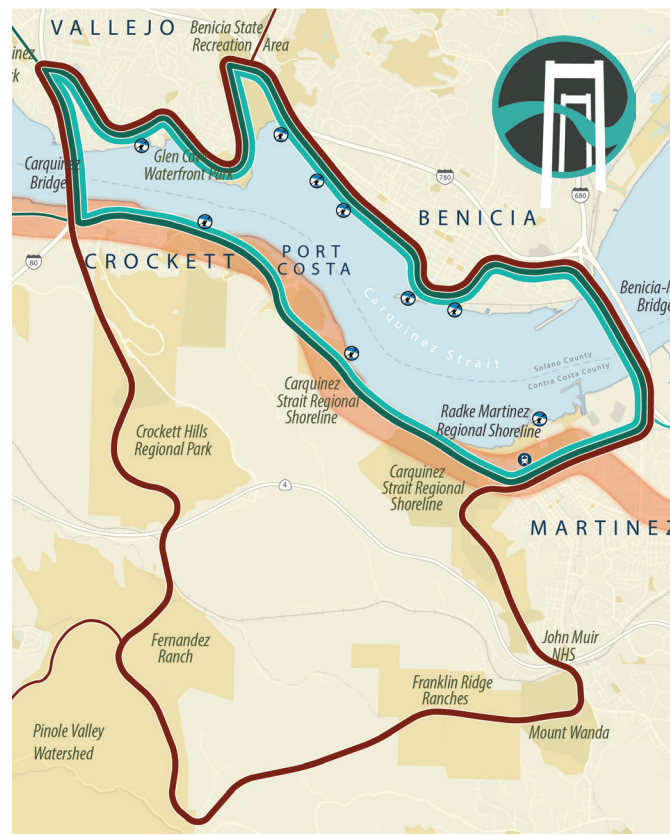 VALLEJO
Benicia State
Recreation Area
Glen Cove
Waterfront Park
Carquinez
Bridge
780
680
BENICIA
80
CROCKETT
PORT
COSTA
Carquinez Strait
Benicia-
Bridge
Solano County
Contra Costa County
Carquinez
Strait Regional
Shoreline
Radke Martinez
Regional Shoreline
Crockett Hills
Regional Park
Carquinez
Strait Regional
Shoreline
4
MARTINEZ
John Muir
NHS
Fernandez
Ranch
Franklin Ridge
Ranches
Pinole Valley
Watershed
Mount Wanda